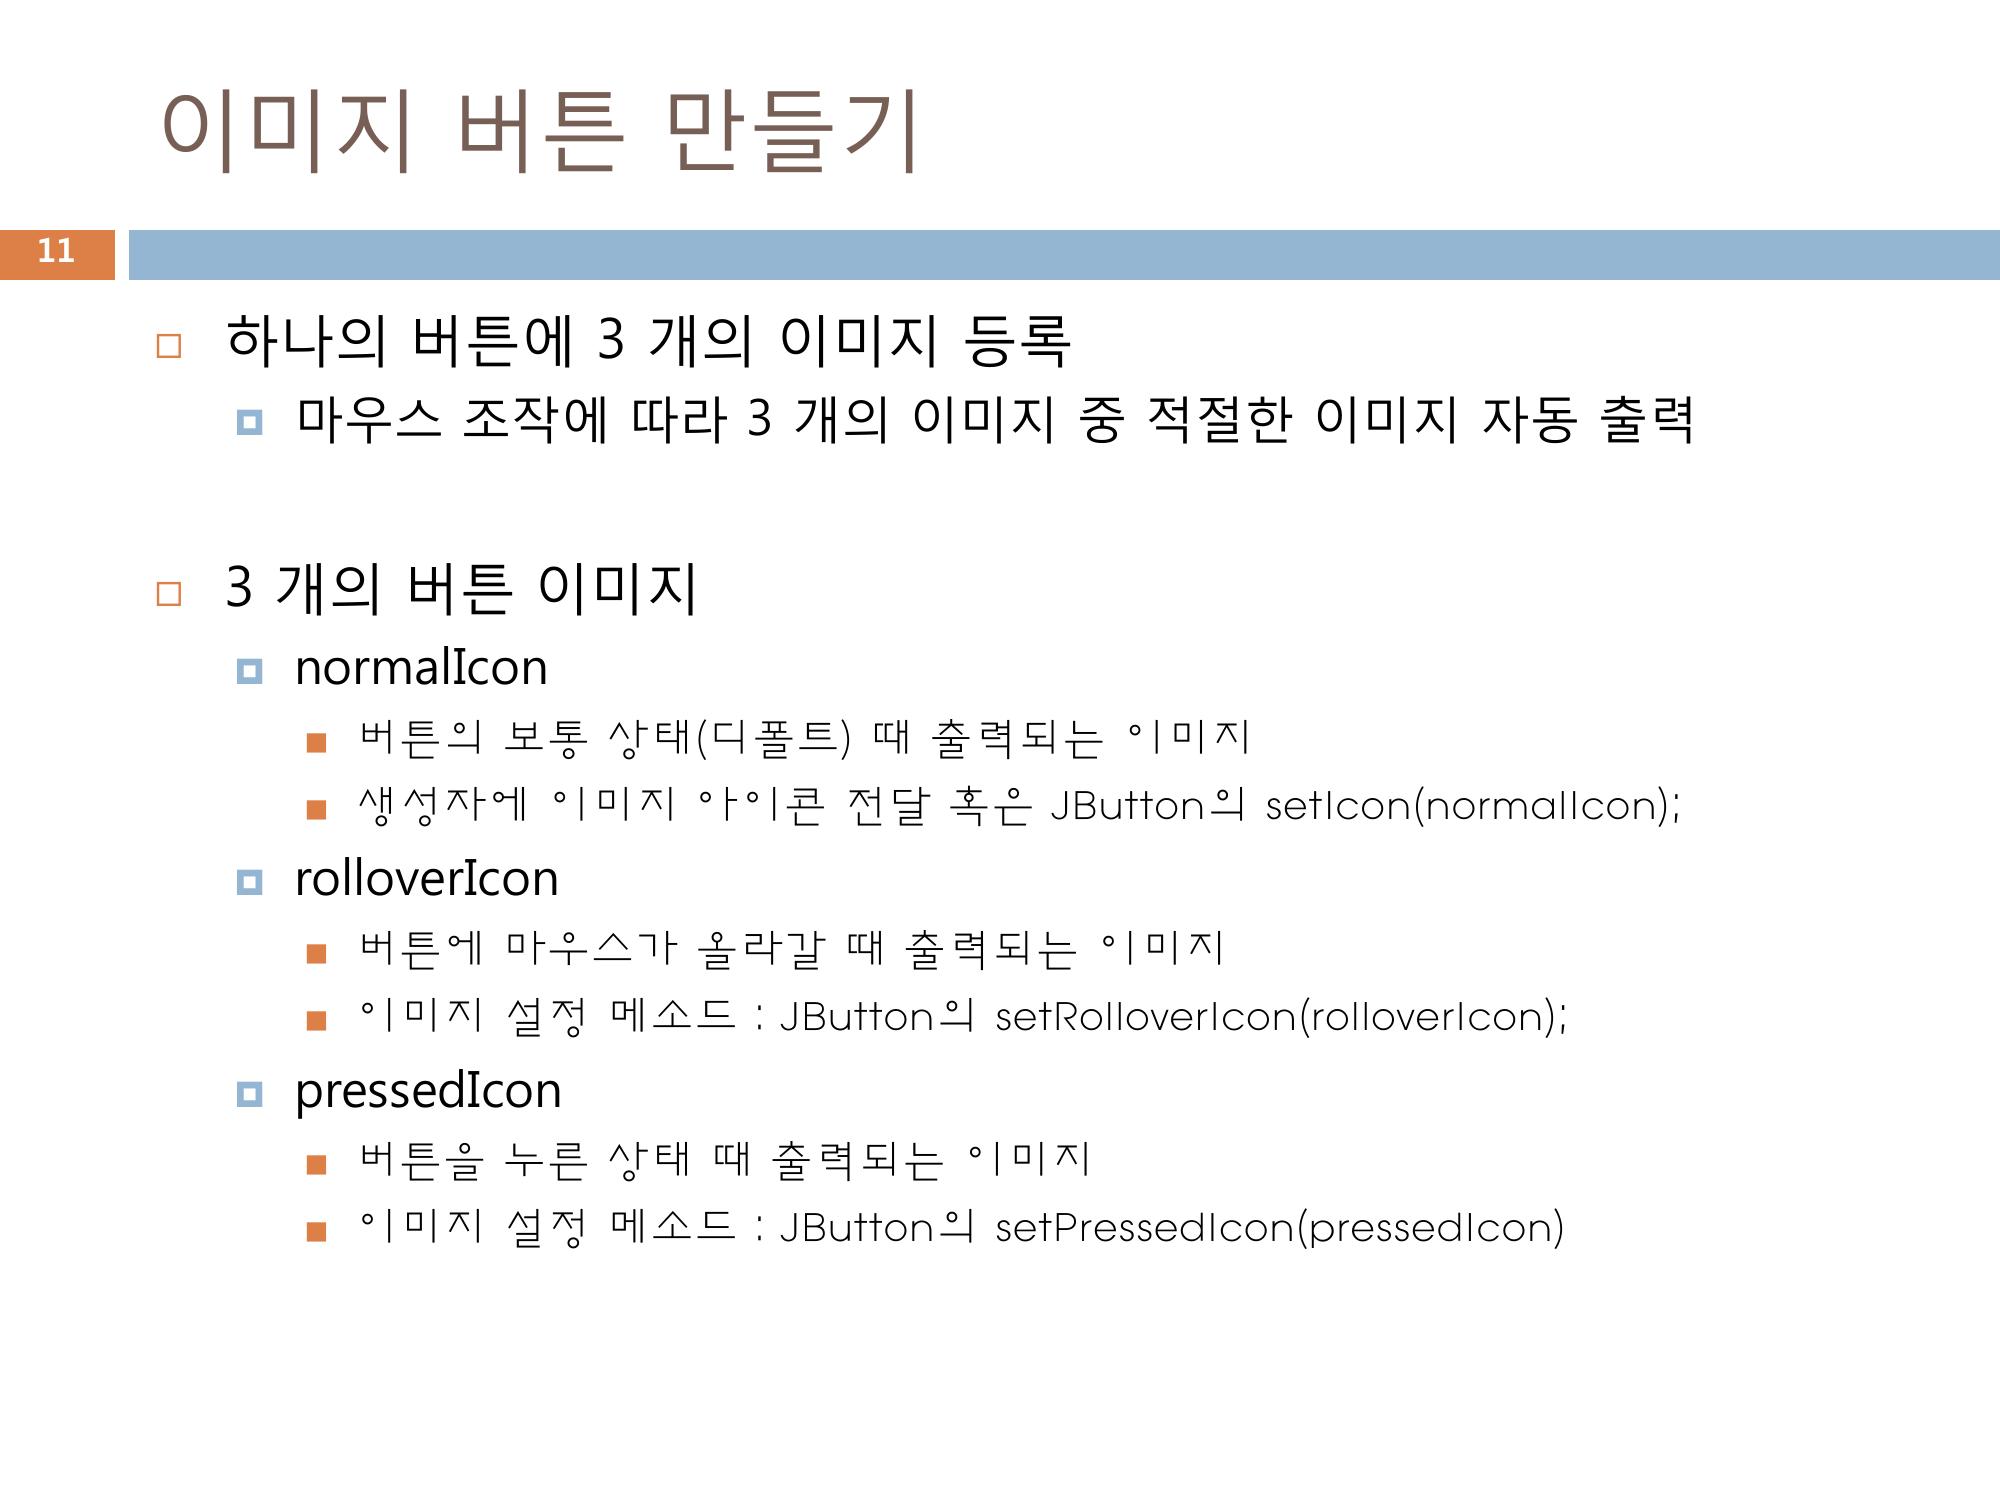 이미지 버튼 만들기
11
하나의 버튼에 3 개의 이미지 등록
마우스 조작에 따라 3 개의 이미지 중 적절한 이미지 자동 출력
3 개의 버튼 이미지
normalIcon
버튼의 보통 상태(디폴트) 때 출력되는 이미지
생성자에 이미지 아이콘 전달 혹은 JButton의 setIcon(normalIcon);
rolloverIcon
버튼에 마우스가 올라갈 때 출력되는 이미지
이미지 설정 메소드 : JButton의 setRolloverIcon(rolloverIcon);
pressedIcon
버튼을 누른 상태 때 출력되는 이미지
이미지 설정 메소드 : JButton의 setPressedIcon(pressedIcon)